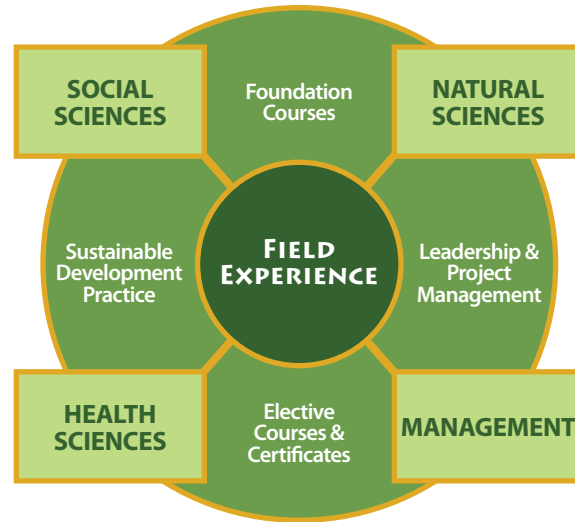 SOCIAL
SCIENCES
Foundation
Courses
NATURAL
SCIENCES
Sustainable
Development
Practice
FIELD
EXPERIENCE
Leadership &
Project
Management
HEALTH
SCIENCES
Elective
Courses &
Certificates
MANAGEMENT